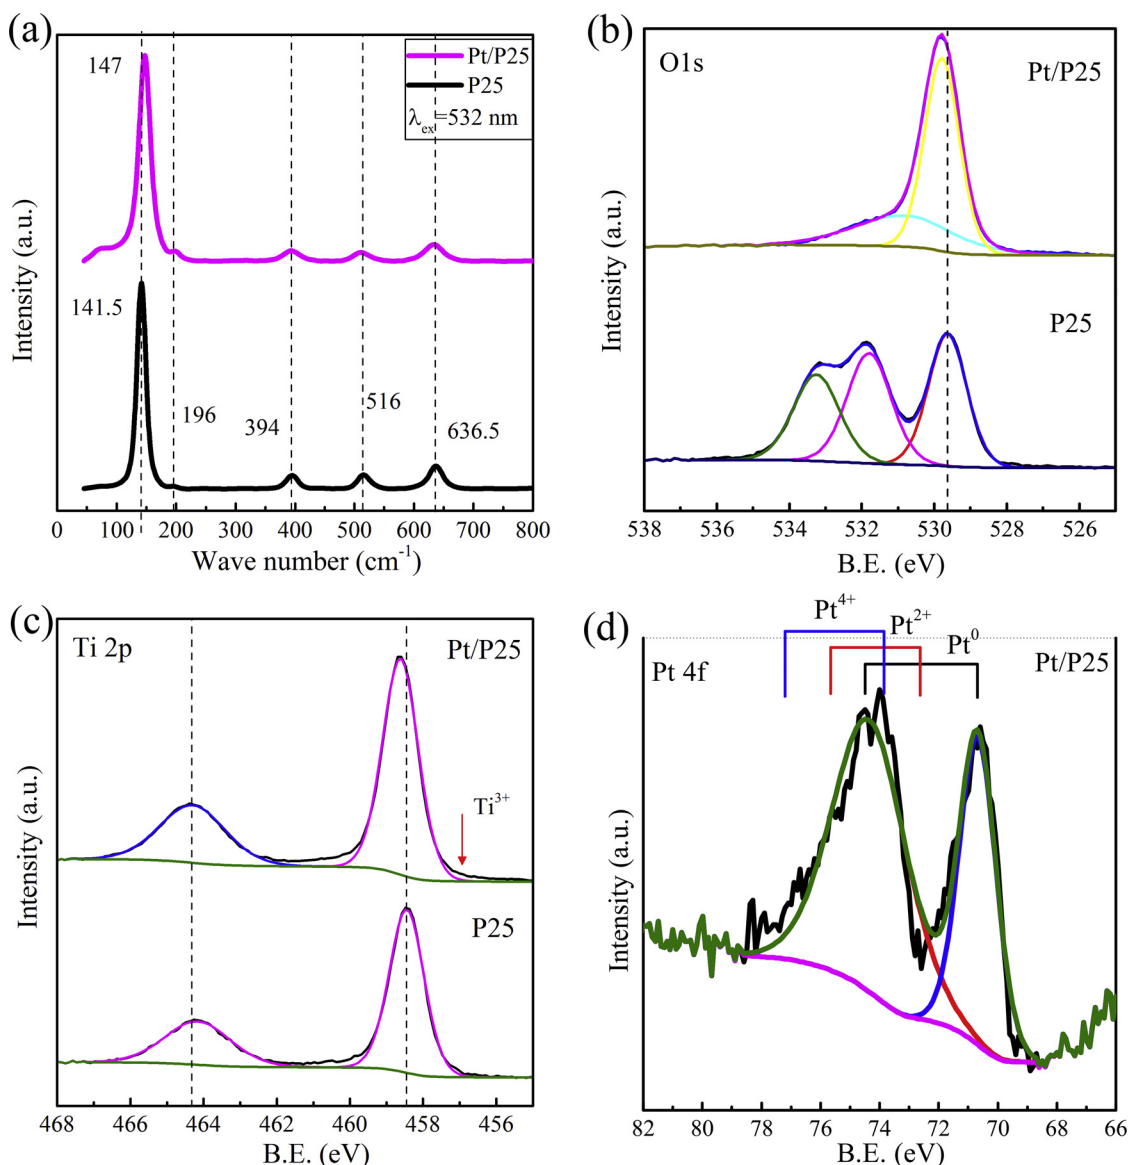 (a)
147
Pt/P25
P25
λex=532 nm
141.5
196
394
516
636.5
Intensity (a.u.)
0 100 200 300 400 500 600 700 800
Wave number (cm-1)
(b)
O1s
Pt/P25
P25
Intensity (a.u.)
538 536 534 532 530 528 526
B.E. (eV)
(c)
Ti 2p
Pt/P25
Ti3+
P25
Intensity (a.u.)
468 466 464 462 460 458 456
B.E. (eV)
(d)
Pt4+
Pt2+
Pt0
Pt 4f
Pt/P25
Intensity (a.u.)
82 80 78 76 74 72 70 68 66
B.E. (eV)